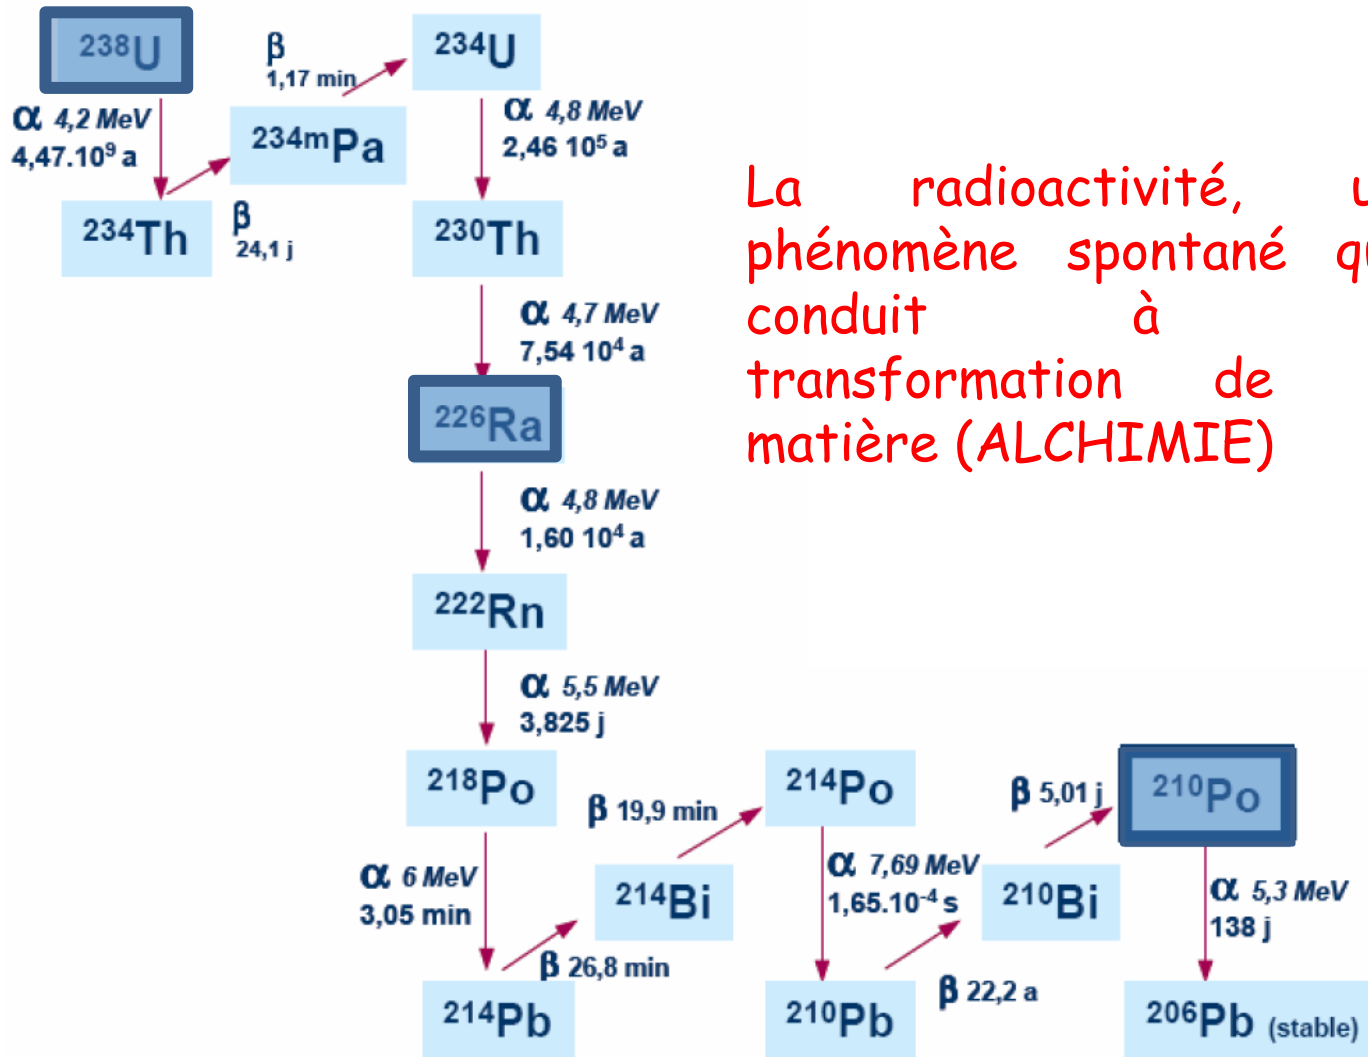 ²³⁸U
α 4,2 MeV
4,47.10⁹ a
²³⁴Th
β
24,1 j
²³⁴ᵐPa
β
1,17 min
²³⁴U
α 4,8 MeV
2,46 10⁵ a
²³⁰Th
α 4,7 MeV
7,54 10⁴ a
²²⁶Ra
α 4,8 MeV
1,60 10⁴ a
²²²Rn
α 5,5 MeV
3,825 j
²¹⁸Po
α 6 MeV
3,05 min
²¹⁴Pb
β 26,8 min
²¹⁴Bi
β 19,9 min
²¹⁴Po
α 7,69 MeV
1,65.10⁻⁴ s
²¹⁰Pb
β 22,2 a
²¹⁰Bi
β 5,01 j
²¹⁰Po
α 5,3 MeV
138 j
²⁰⁶Pb (stable)
La radioactivité,
phénomène spontané
conduit à
transformation de
matière (ALCHIMIE)